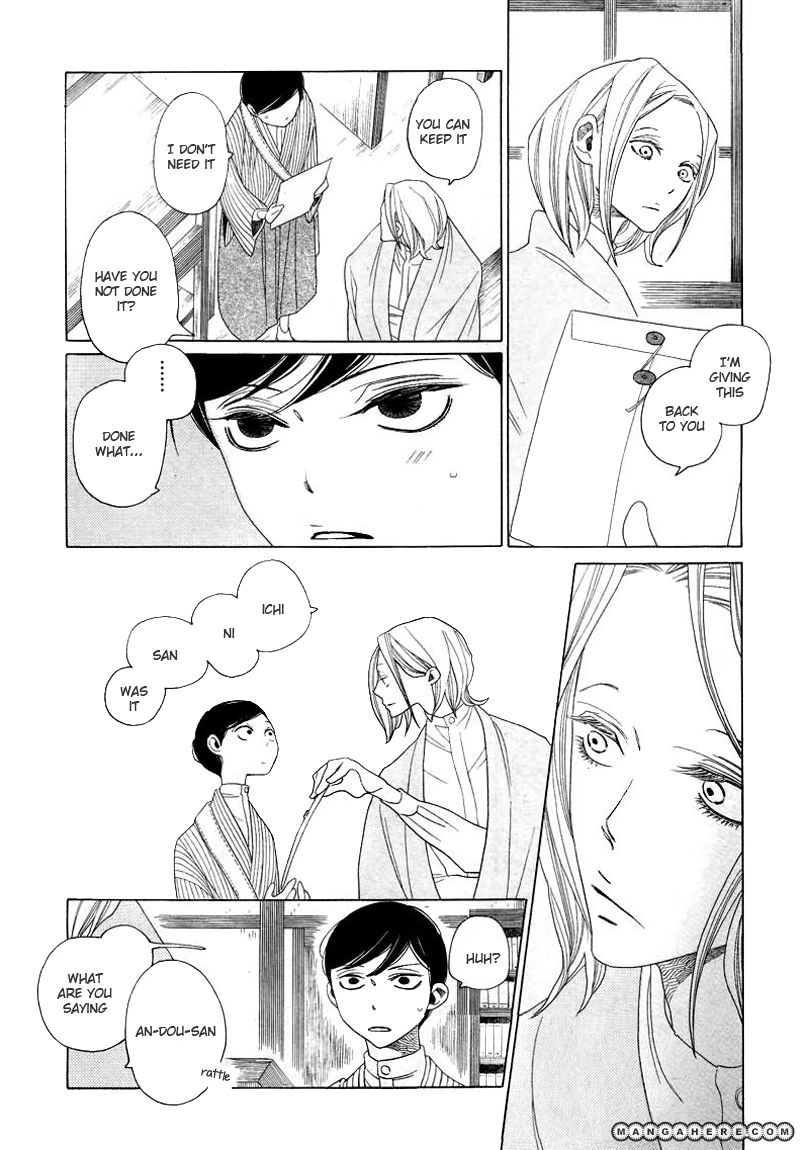 I'M
GIVING
THIS
BACK
TO YOU
YOU CAN
KEEP IT
I DON'T
NEED IT
HAVE YOU
NOT DONE
IT?
......
DONE
WHAT...
ICHI
NI
SAN
WAS
IT
HUH?
AN-DOU-SAN
rattle
WHAT
ARE YOU
SAYING
MANGAHERE.COM